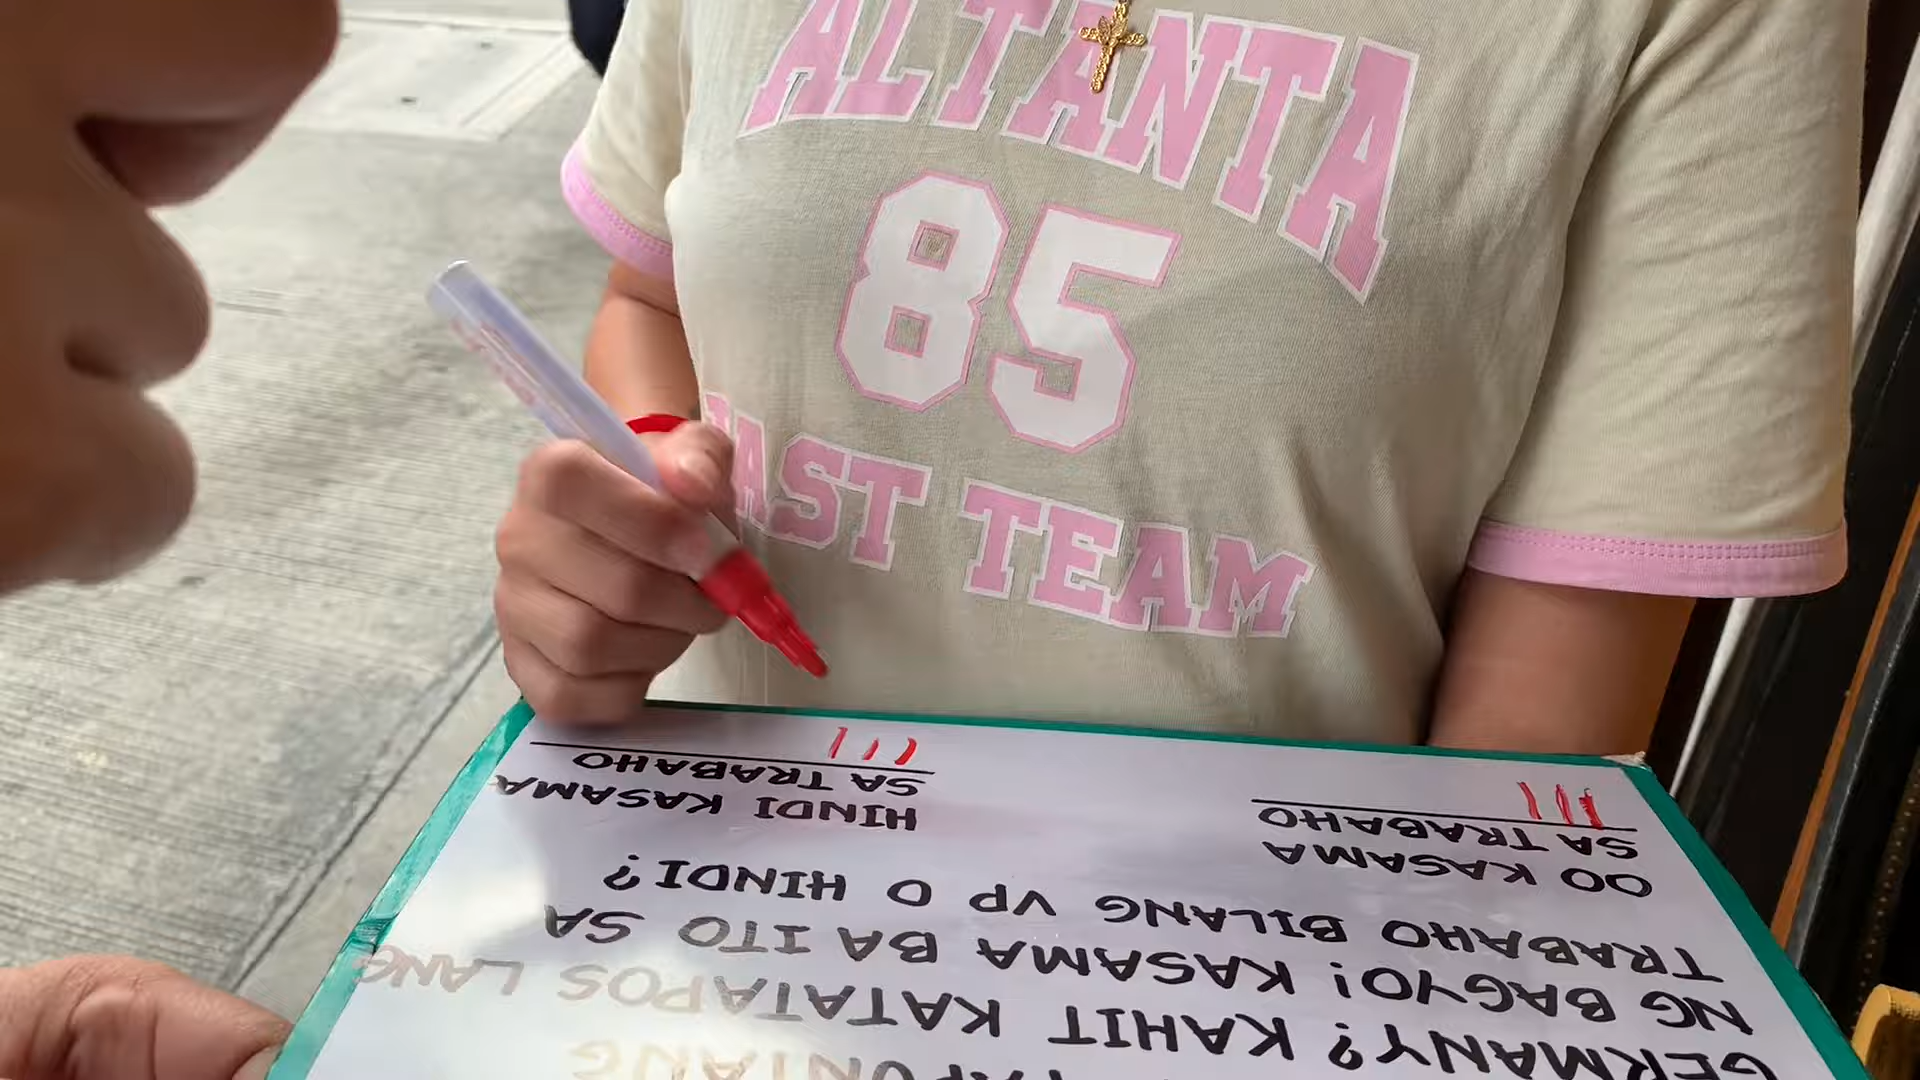 ALTANTA
85
EAST TEAM
GERMANY? KAHIT KATATAPOS LANG
NG BAGYO! KASAMA BA ITO SA
TRABAHO BILANG VP O HINDI?
OO KASAMA
SA TRABAHO
HINDI KASAMA
SA TRABAHO